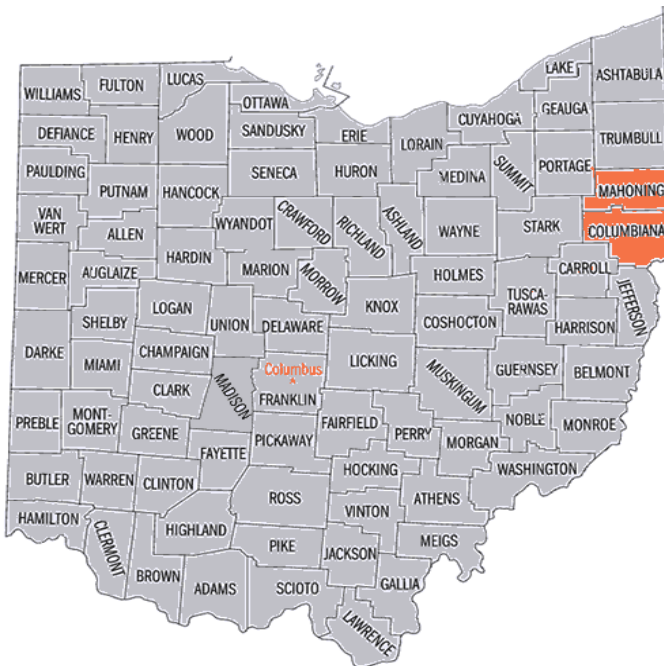 LAKE
ASHTABULA
WILLIAMS
FULTON
LUCAS
OTTAWA
GEAUGA
CUYAHOGA
DEFIANCE
HENRY
WOOD
SANDUSKY
ERIE
LORAIN
TRUMBULL
PAULDING
SENECA
HURON
MEDINA
SUMMIT
PORTAGE
PUTNAM
HANCOCK
MAHONING
VAN
WERT
ALLEN
WYANDOT
CRAWFORD
RICHLAND
ASHLAND
WAYNE
STARK
COLUMBIANA
MERCER
AUGLAIZE
HARDIN
MARION
MORROW
HOLMES
CARROLL
JEFFERSON
LOGAN
KNOX
TUSCA-
RAWAS
SHELBY
UNION
DELAWARE
COSHOCTON
HARRISON
DARKE
MIAMI
CHAMPAIGN
LICKING
Columbus
GUERNSEY
BELMONT
CLARK
MADISON
FRANKLIN
MUSKINGUM
PREBLE
MONT-
GOMERY
GREENE
PICKAWAY
FAIRFIELD
PERRY
MORGAN
NOBLE
MONROE
FAYETTE
BUTLER
WARREN
CLINTON
HOCKING
WASHINGTON
ROSS
VINTON
ATHENS
HAMILTON
CLERMONT
HIGHLAND
PIKE
JACKSON
MEIGS
BROWN
ADAMS
SCIOTO
GALLIA
LAWRENCE